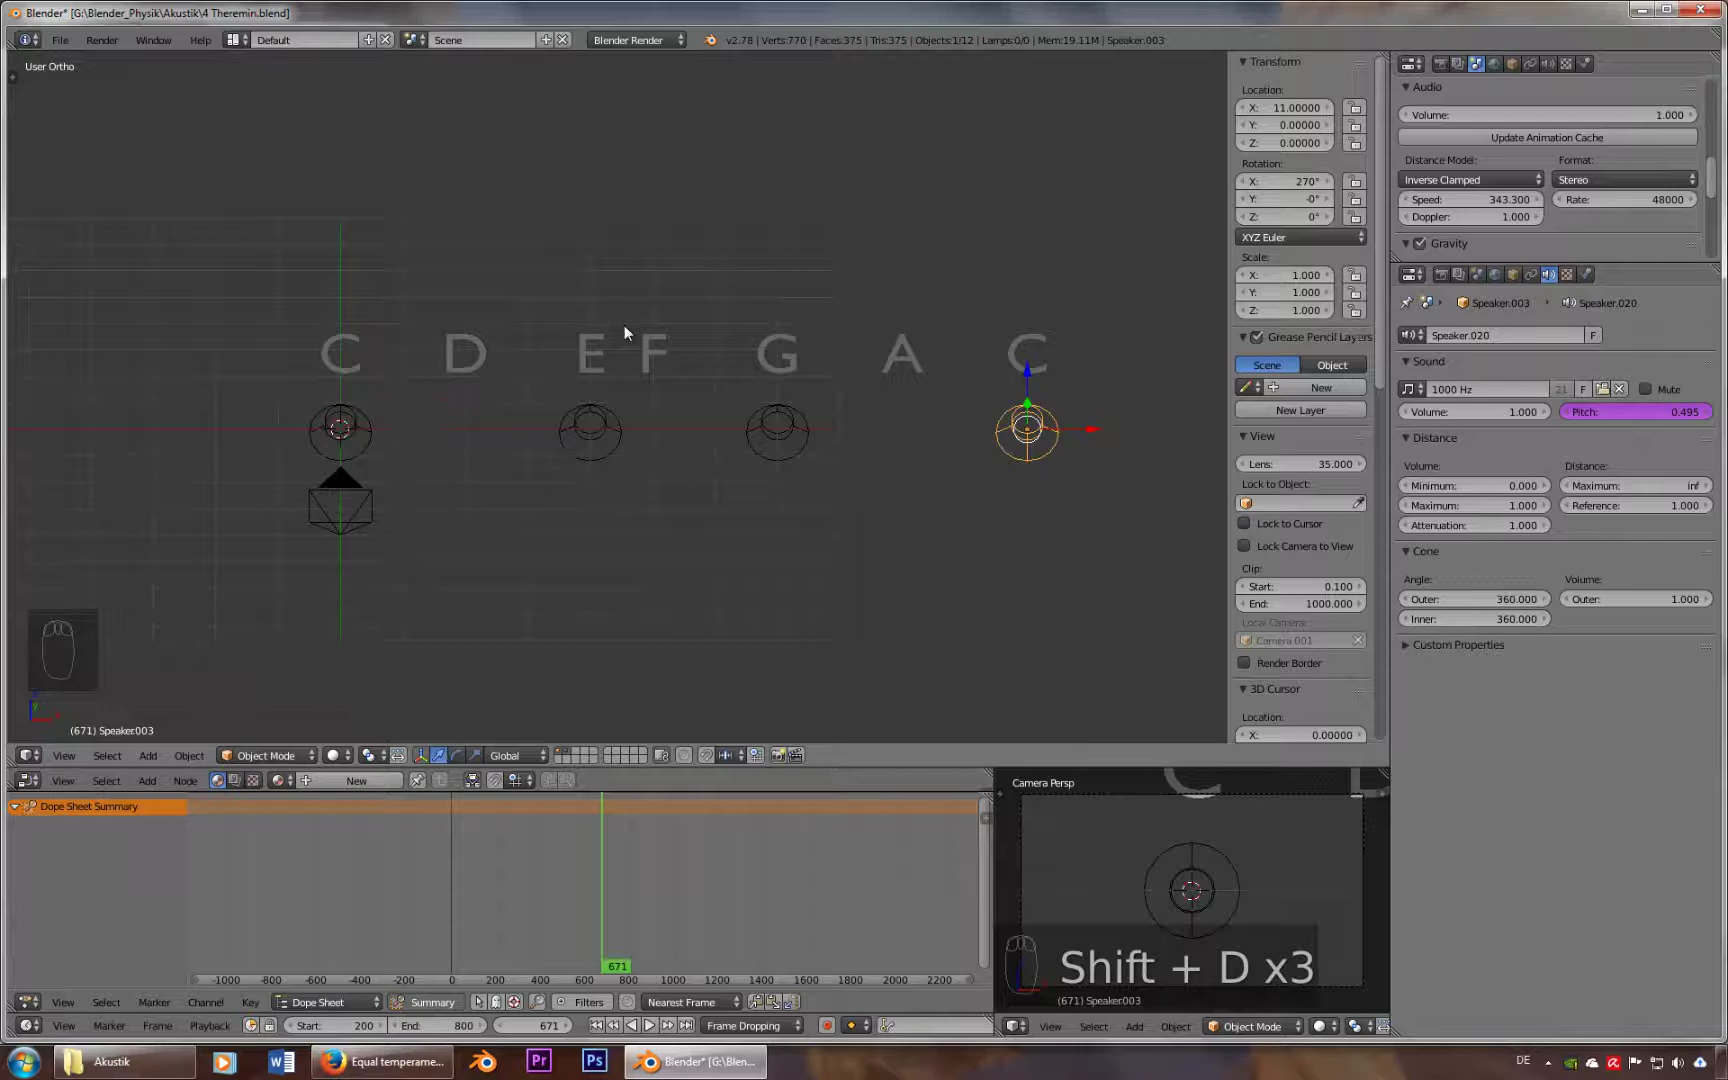 Blender* [G:\Blender_Physik\Akustik\4 Theremin.blend]
File Render Window Help Default Scene Blender Render v2.78 | Verts:770 | Faces:375 | Tris:375 | Objects:1/12 | Lamps:0/0 | Mem:19.11M | Speaker.003
User Ortho
C D E F G A C
(671) Speaker.003
Transform
Location:
X: 11.00000
Y: 0.00000
Z: 0.00000
Rotation:
X: 270°
Y: -0°
Z: 0°
XYZ Euler
Scale:
X: 1.000
Y: 1.000
Z: 1.000
Grease Pencil Layers
Scene Object
New
New Layer
View
Lens: 35.000
Lock to Object:
Lock to Cursor
Lock Camera to View
Clip:
Start: 0.100
End: 1000.000
Local Camera:
Camera.001
Render Border
3D Cursor
Location:
X: 0.00000
Audio
Volume: 1.000
Update Animation Cache
Distance Model: Format:
Inverse Clamped Stereo
Speed: 343.300 Rate: 48000
Doppler: 1.000
Gravity
Speaker.003 Speaker.020
Speaker.020 F
Sound
1000 Hz 21 F Mute
Volume: 1.000 Pitch: 0.495
Distance
Volume: Distance:
Minimum: 0.000 Maximum: inf
Maximum: 1.000 Reference: 1.000
Attenuation: 1.000
Cone
Angle: Volume:
Outer: 360.000 Outer: 1.000
Inner: 360.000
Custom Properties
View Select Add Object Object Mode Global
View Select Add Node New
Dope Sheet Summary
671
-1000 -800 -600 -400 -200 0 200 400 600 800 1000 1200 1400 1600 1800 2000 2200
View Select Marker Channel Key Dope Sheet Summary Filters Nearest Frame
View Marker Frame Playback Start: 200 End: 800 671 Frame Dropping
Camera Persp
Shift + D x3
(671) Speaker.003
View Select Add Object Object Mode
Akustik Equal temperame... Pr Ps Blender* [G:\Blen... DE